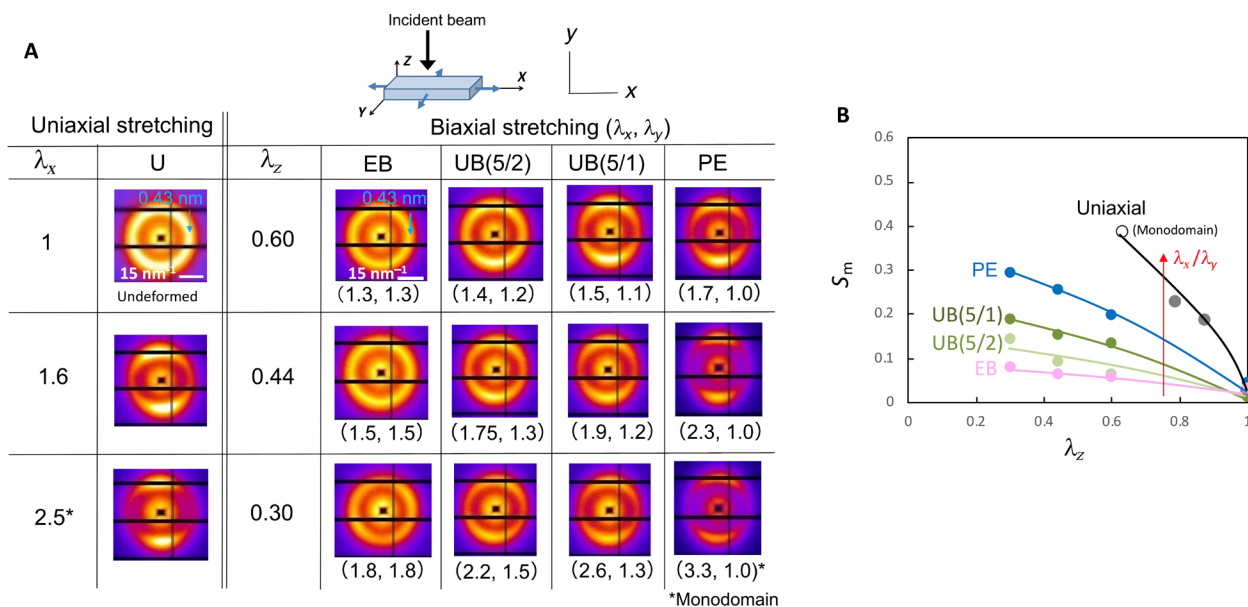 A
Incident beam
Z
X
Y
y
x
Uniaxial stretching
Biaxial stretching (λx, λy)
λx
U
λz
EB
UB(5/2)
UB(5/1)
PE
1
0.43 nm
15 nm⁻¹
Undeformed
0.60
0.43 nm
15 nm⁻¹
(1.3, 1.3)
(1.4, 1.2)
(1.5, 1.1)
(1.7, 1.0)
1.6
0.44
(1.5, 1.5)
(1.75, 1.3)
(1.9, 1.2)
(2.3, 1.0)
2.5*
0.30
(1.8, 1.8)
(2.2, 1.5)
(2.6, 1.3)
(3.3, 1.0)*
*Monodomain
B
Sm
0.6
0.5
0.4
0.3
0.2
0.1
0
Uniaxial
(Monodomain)
λx/λy
PE
UB(5/1)
UB(5/2)
EB
0
0.2
0.4
0.6
0.8
1
λz